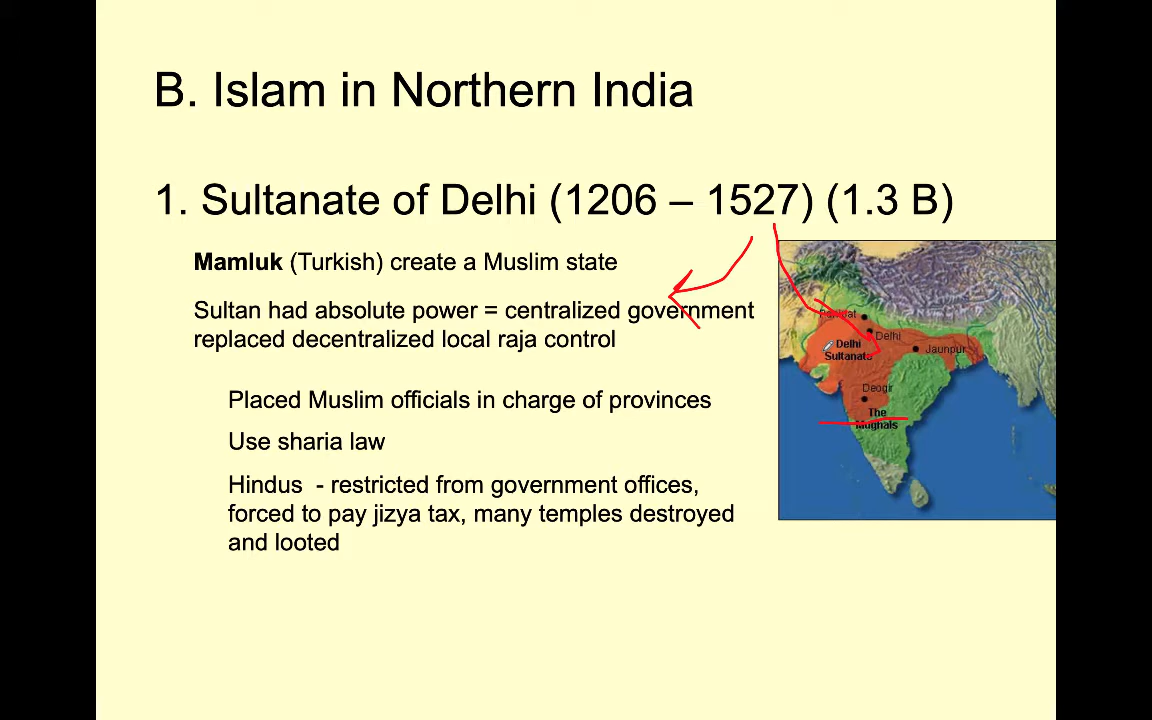 B. Islam in Northern India
1. Sultanate of Delhi (1206 – 1527) (1.3 B)
Mamluk (Turkish) create a Muslim state
Sultan had absolute power = centralized government
replaced decentralized local raja control
Placed Muslim officials in charge of provinces
Use sharia law
Hindus - restricted from government offices,
forced to pay jizya tax, many temples destroyed
and looted
Delhi
Delhi
Sultanate
Jaunpur
Deogir
The
Mughals